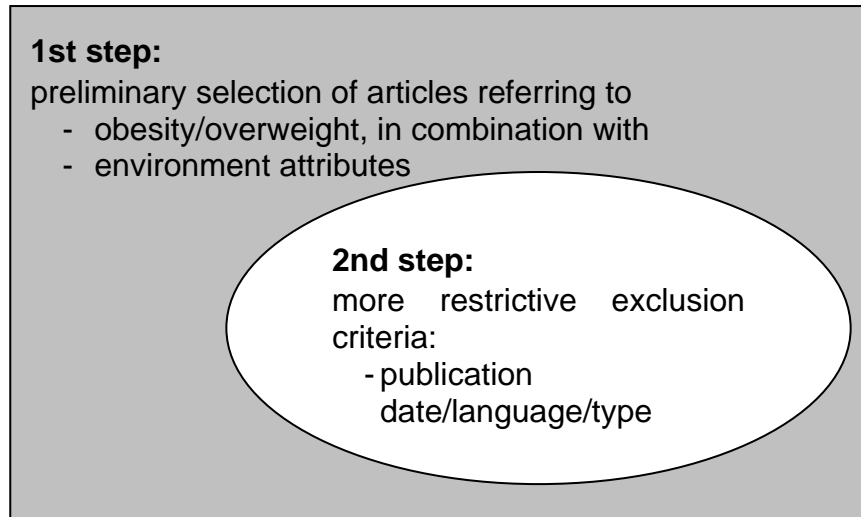 1st step:
preliminary selection of articles referring to
- obesity/overweight, in combination with
- environment attributes
2nd step:
more restrictive exclusion
criteria:
- publication
date/language/type